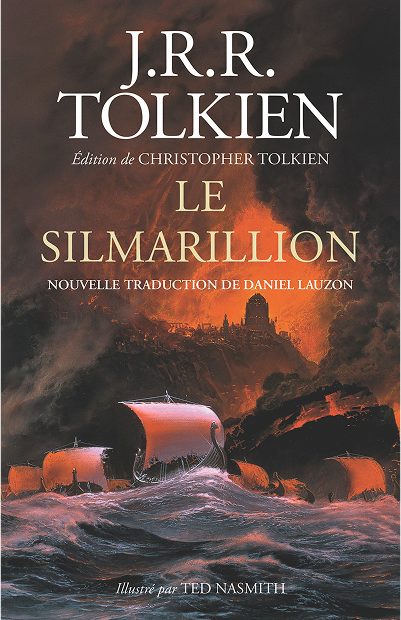 J.R.R.
TOLKIEN
Édition de CHRISTOPHER TOLKIEN
LE
SILMARILLION
NOUVELLE TRADUCTION DE DANIEL LAUZON
Illustré par TED NASMITH